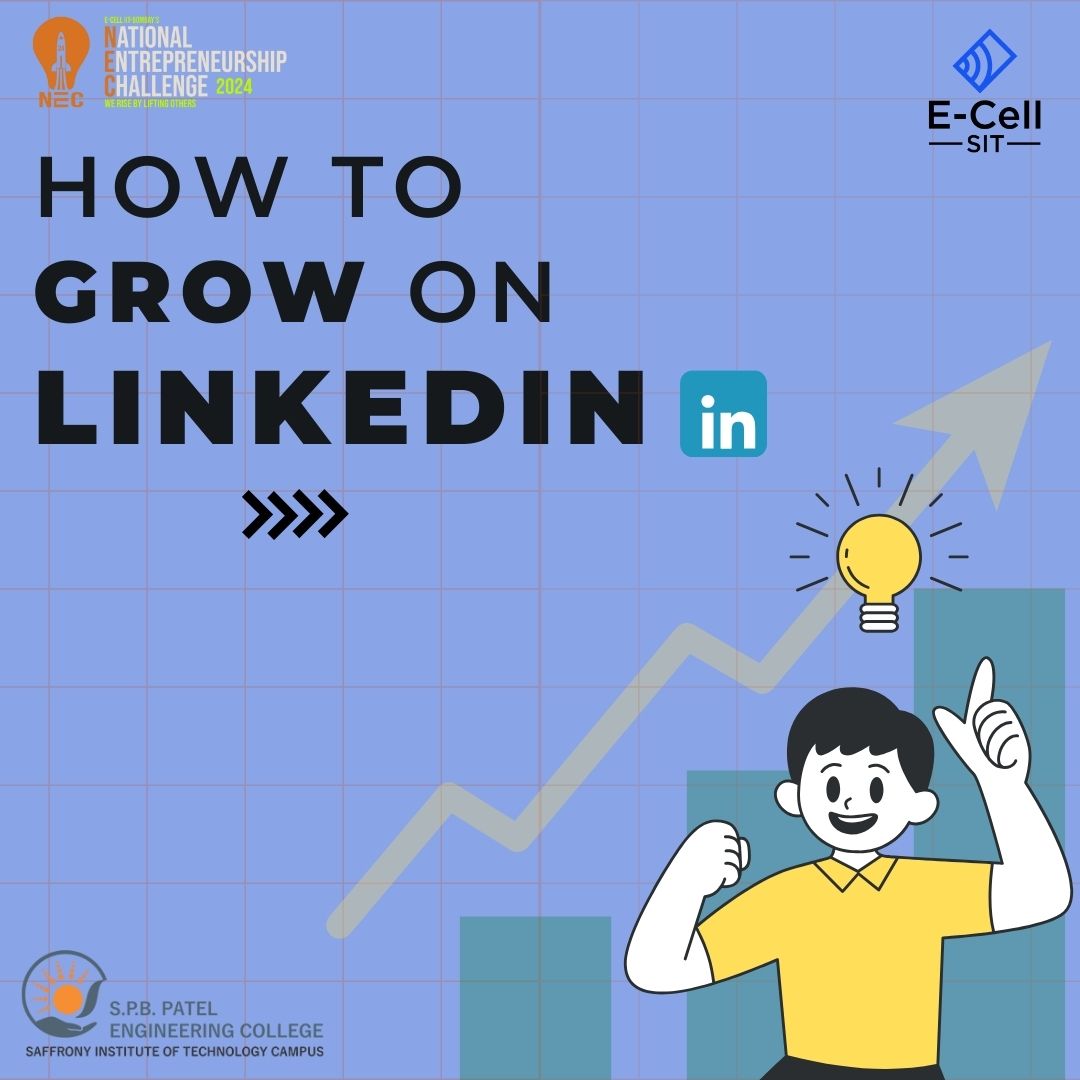 E-CELL IIT-BOMBAY'S
NATIONAL
ENTREPRENEURSHIP
CHALLENGE 2024
WE RISE BY LIFTING OTHERS
NEC
E-Cell
SIT
HOW TO
GROW ON
LINKEDIN in
S.P.B. PATEL
ENGINEERING COLLEGE
SAFFRONY INSTITUTE OF TECHNOLOGY CAMPUS